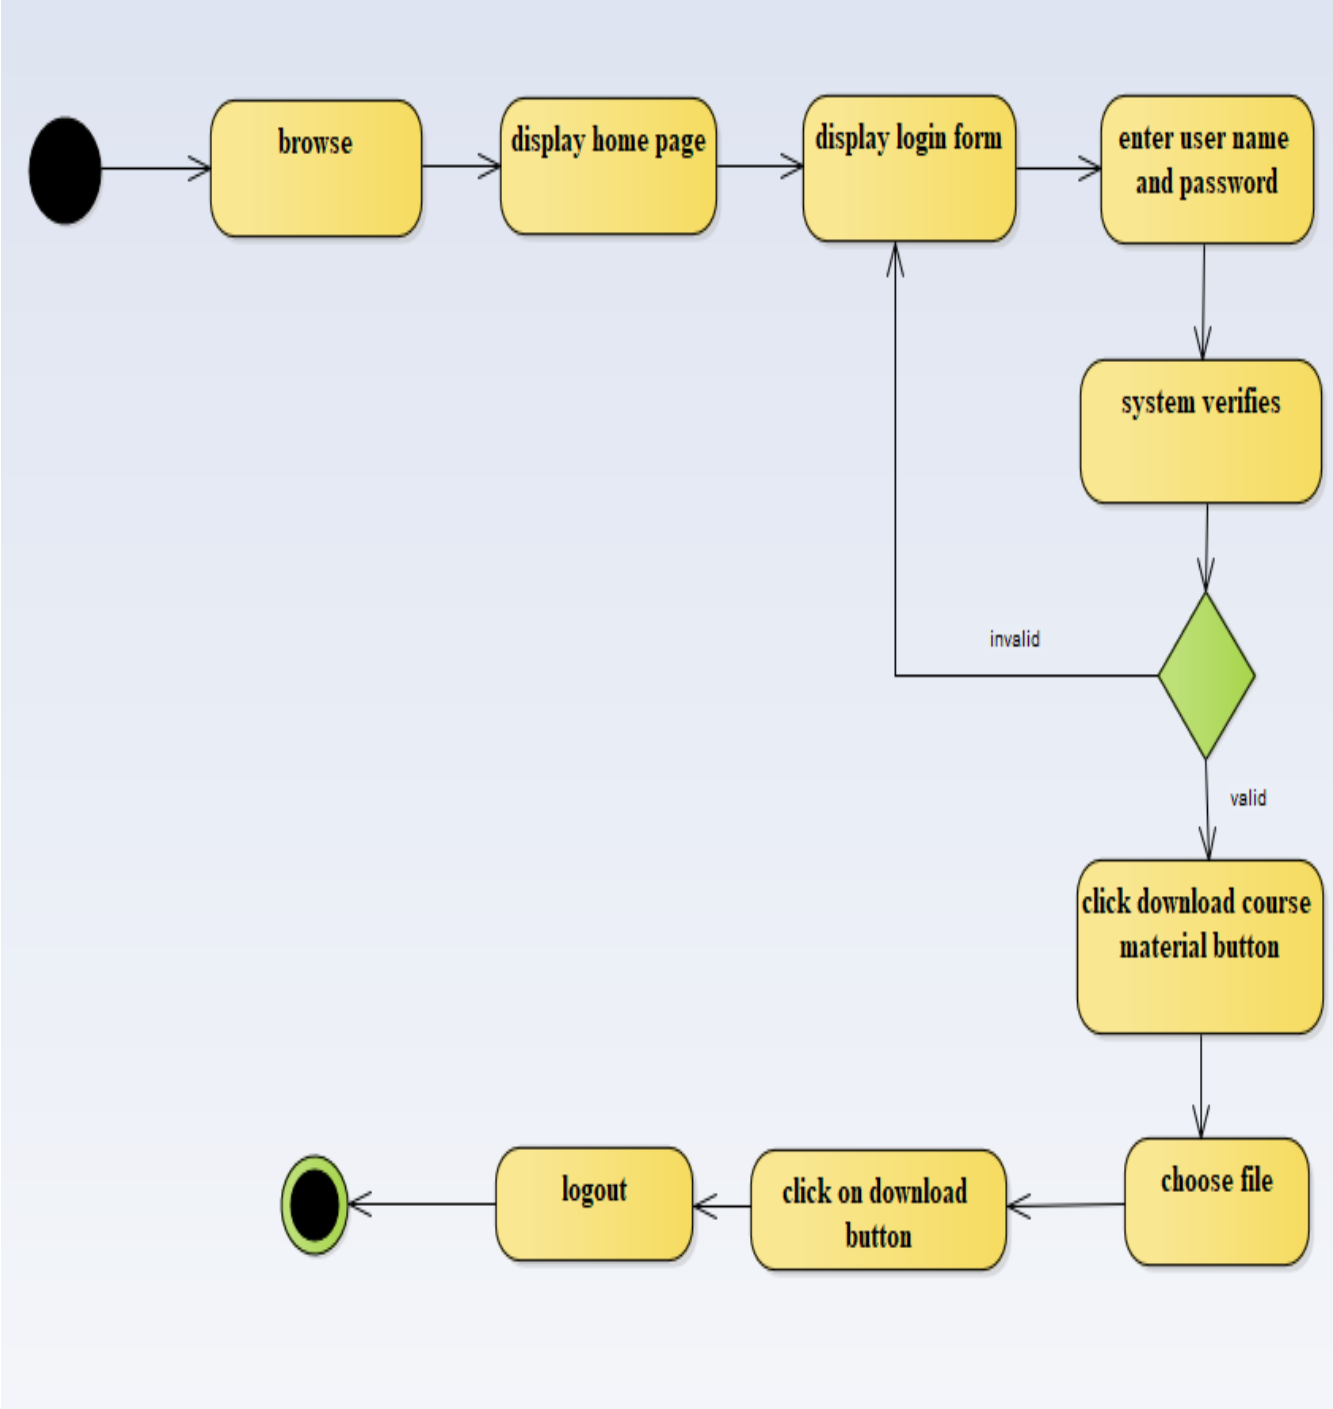 browse
display home page
display login form
enter user name
and password
system verifies
invalid
valid
click download course
material button
choose file
click on download
button
logout